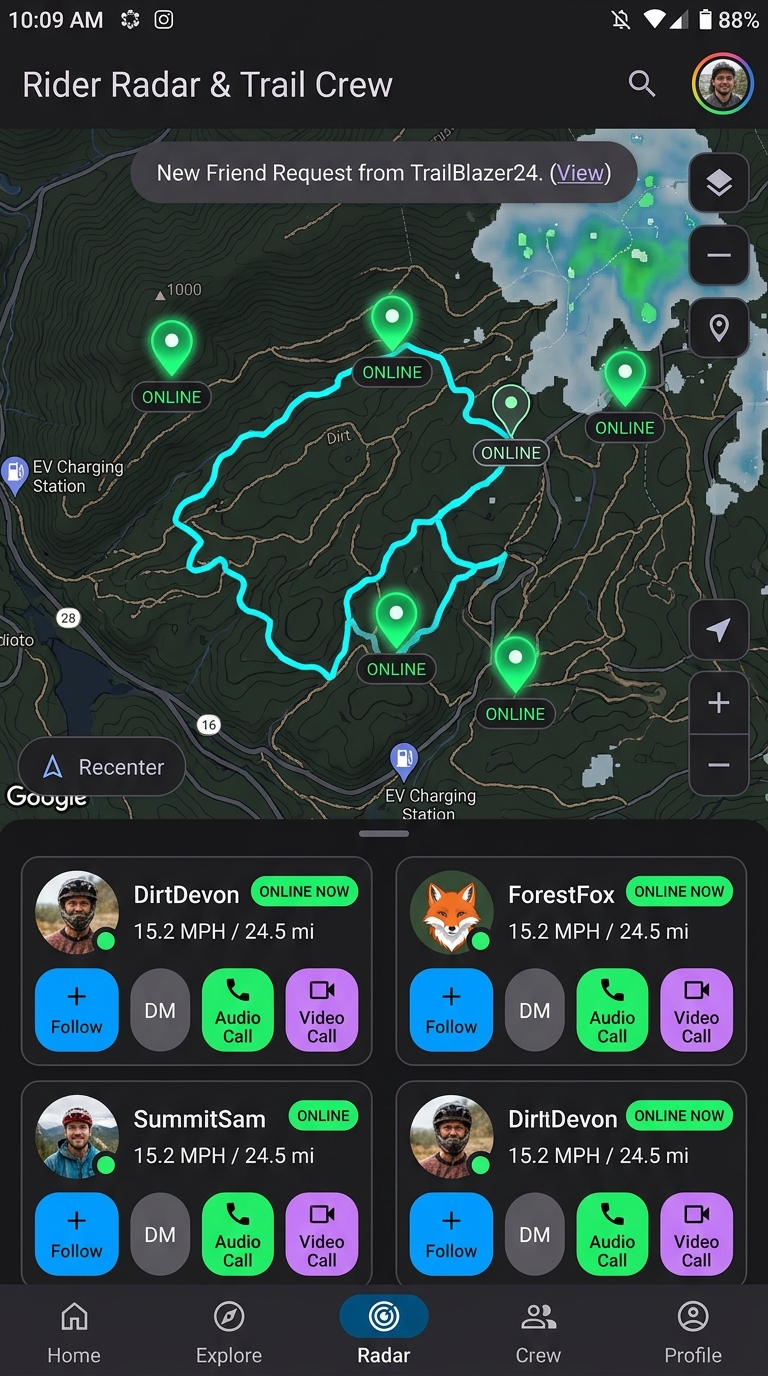 10:09 AM
88%
Rider Radar & Trail Crew
New Friend Request from TrailBlazer24. (View)
1000
ONLINE
ONLINE
ONLINE
ONLINE
Dirt
ONLINE
EV Charging
Station
28
dioto
ONLINE
ONLINE
16
Recenter
Google
EV Charging
Station
DirtDevon ONLINE NOW
15.2 MPH / 24.5 mi
Follow
DM
Audio
Call
Video
Call
ForestFox ONLINE NOW
15.2 MPH / 24.5 mi
Follow
DM
Audio
Call
Video
Call
SummitSam ONLINE
15.2 MPH / 24.5 mi
Follow
DM
Audio
Call
Video
Call
DirltDevon ONLINE NOW
15.2 MPH / 24.5 mi
Follow
DM
Audio
Call
Video
Call
Home
Explore
Radar
Crew
Profile